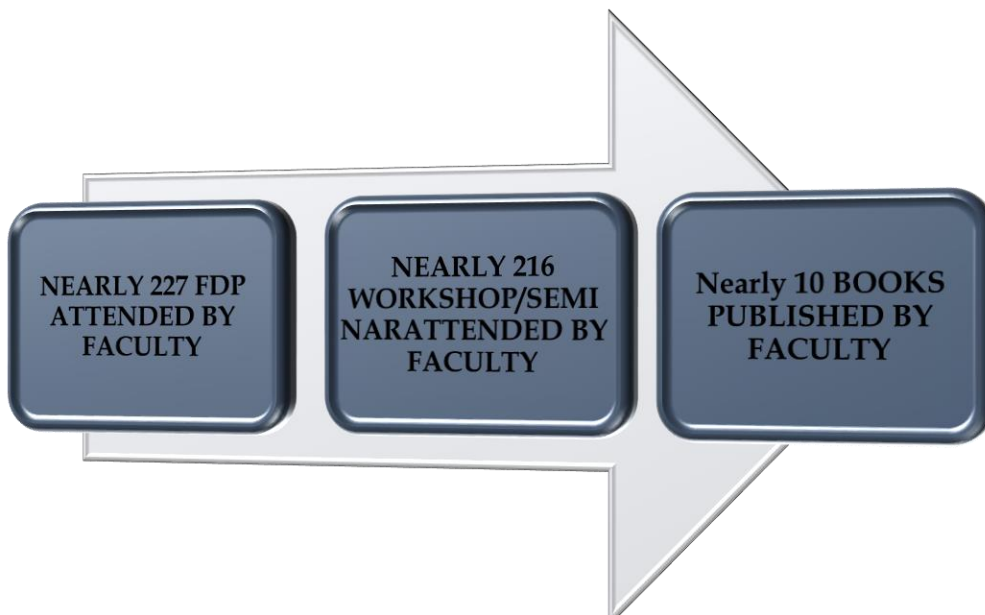 NEARLY 227 FDP
ATTENDED BY
FACULTY
NEARLY 216
WORKSHOP/SEMI
NARATTENDED BY
FACULTY
Nearly 10 BOOKS
PUBLISHED BY
FACULTY